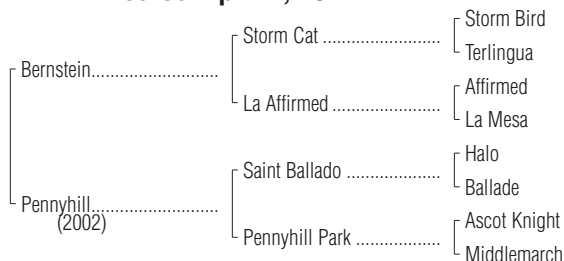 Storm Bird
Storm Cat ........................
Terlingua
Bernstein..................................
Affirmed
La Affirmed ........................
La Mesa
Halo
Saint Ballado .....................
Ballade
Pennyhill..................................
(2002)
Ascot Knight
Pennyhill Park ...................
Middlemarch